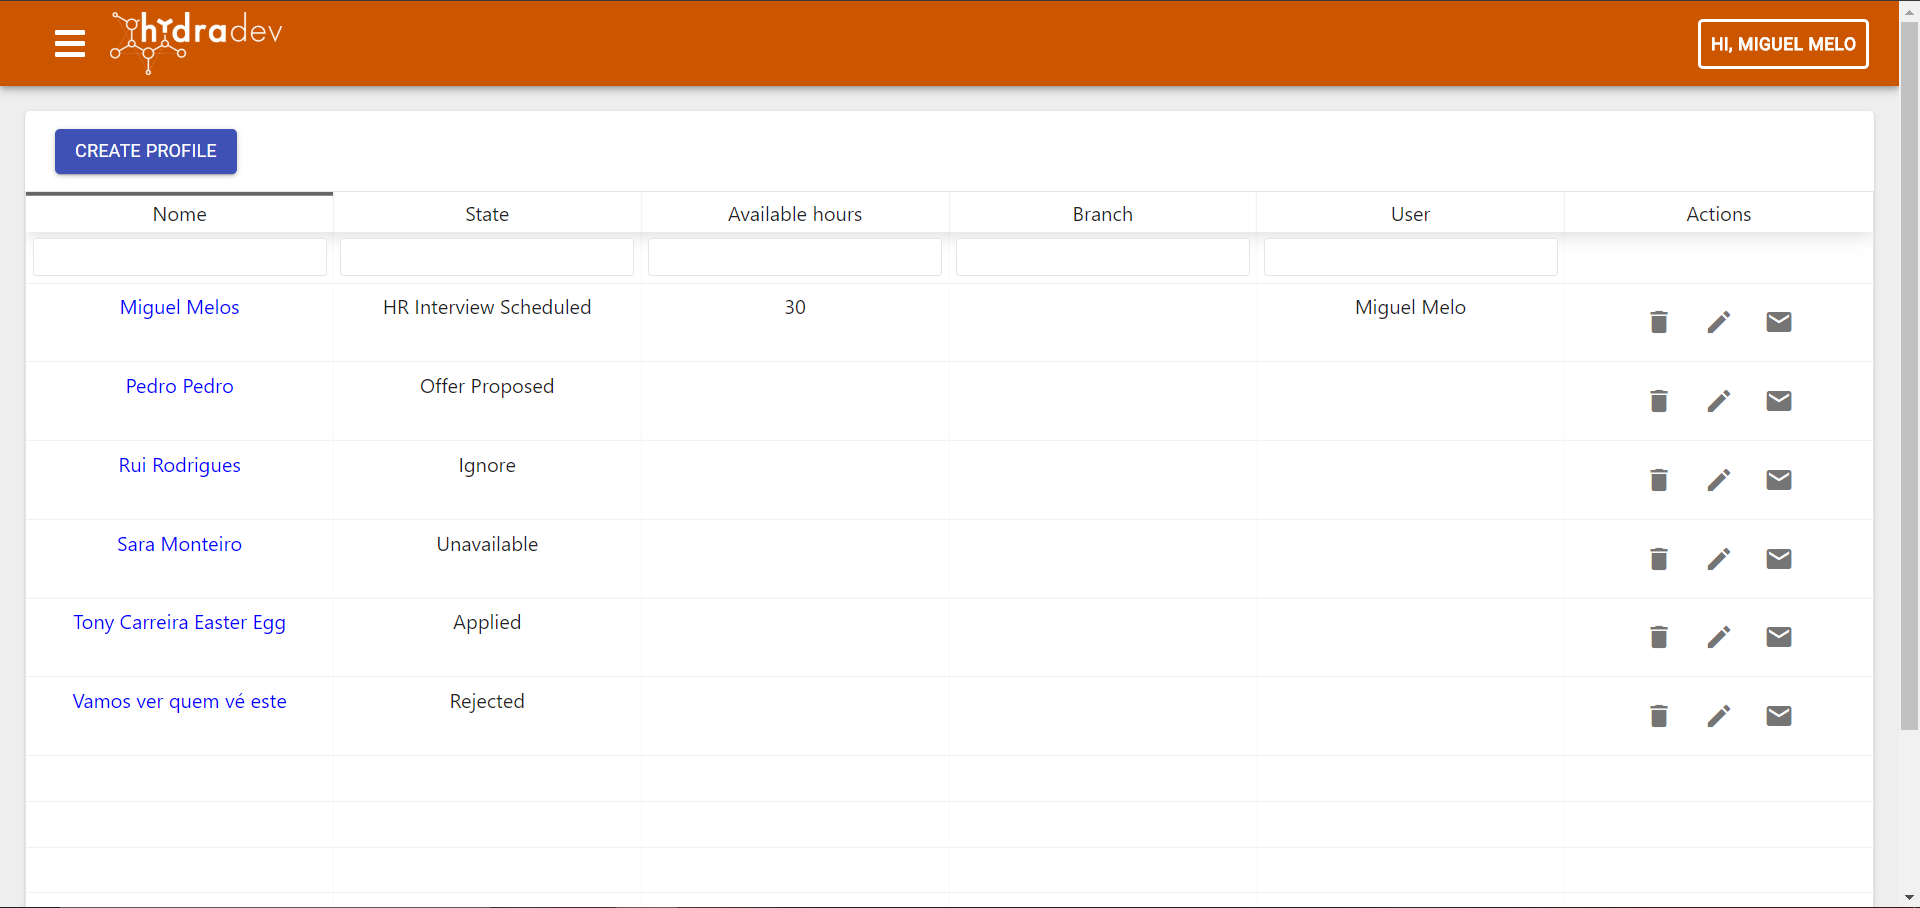 hydradev
HI, MIGUEL MELO
CREATE PROFILE
Nome State Available hours Branch User Actions
Miguel Melos HR Interview Scheduled 30 Miguel Melo
Pedro Pedro Offer Proposed
Rui Rodrigues Ignore
Sara Monteiro Unavailable
Tony Carreira Easter Egg Applied
Vamos ver quem vé este Rejected